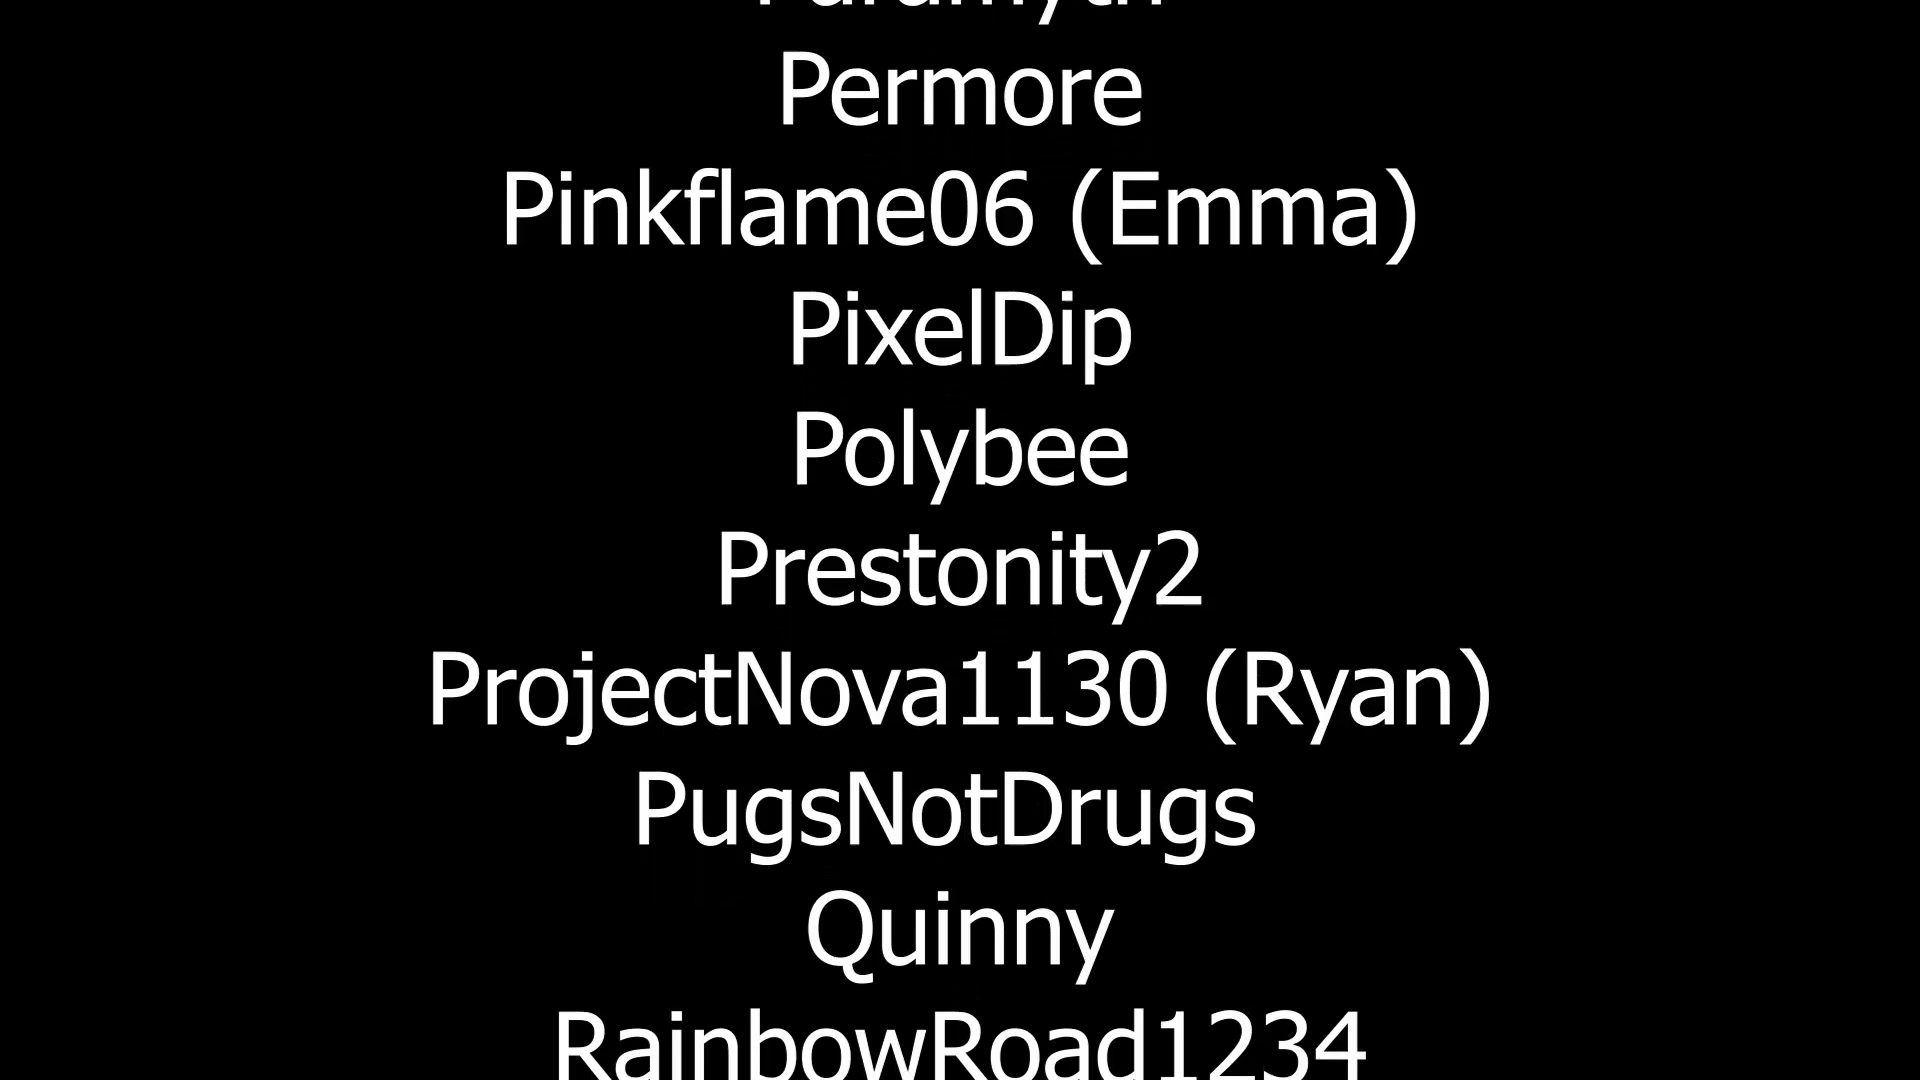 Permore
Pinkflame06 (Emma)
PixelDip
Polybee
Prestonity2
ProjectNova1130 (Ryan)
PugsNotDrugs
Quinny
RainbowRoad1234